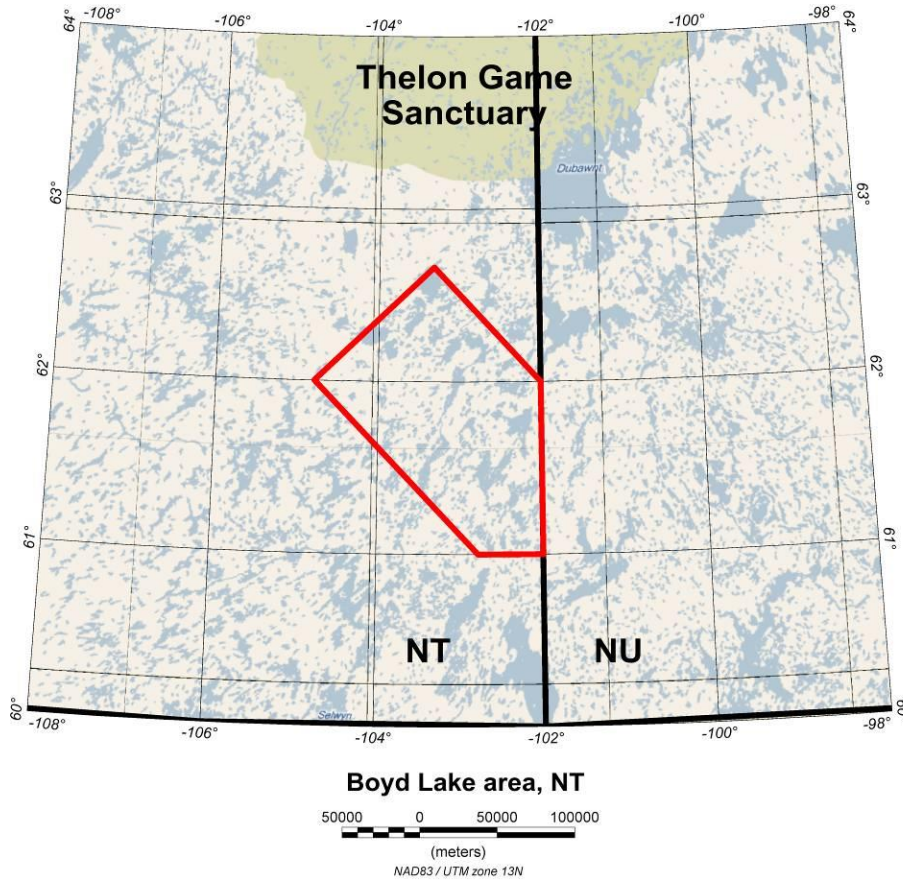 -108° -106° -104° -102° -100° -98°
64° 64°
Thelon Game
Sanctuary
Dubawnt
63° 63°
62° 62°
61° 61°
NT NU
60° 60
Selwyn
-108° -106° -104° -102° -100° -98°
Boyd Lake area, NT
50000 0 50000 100000
(meters)
NAD83 / UTM zone 13N